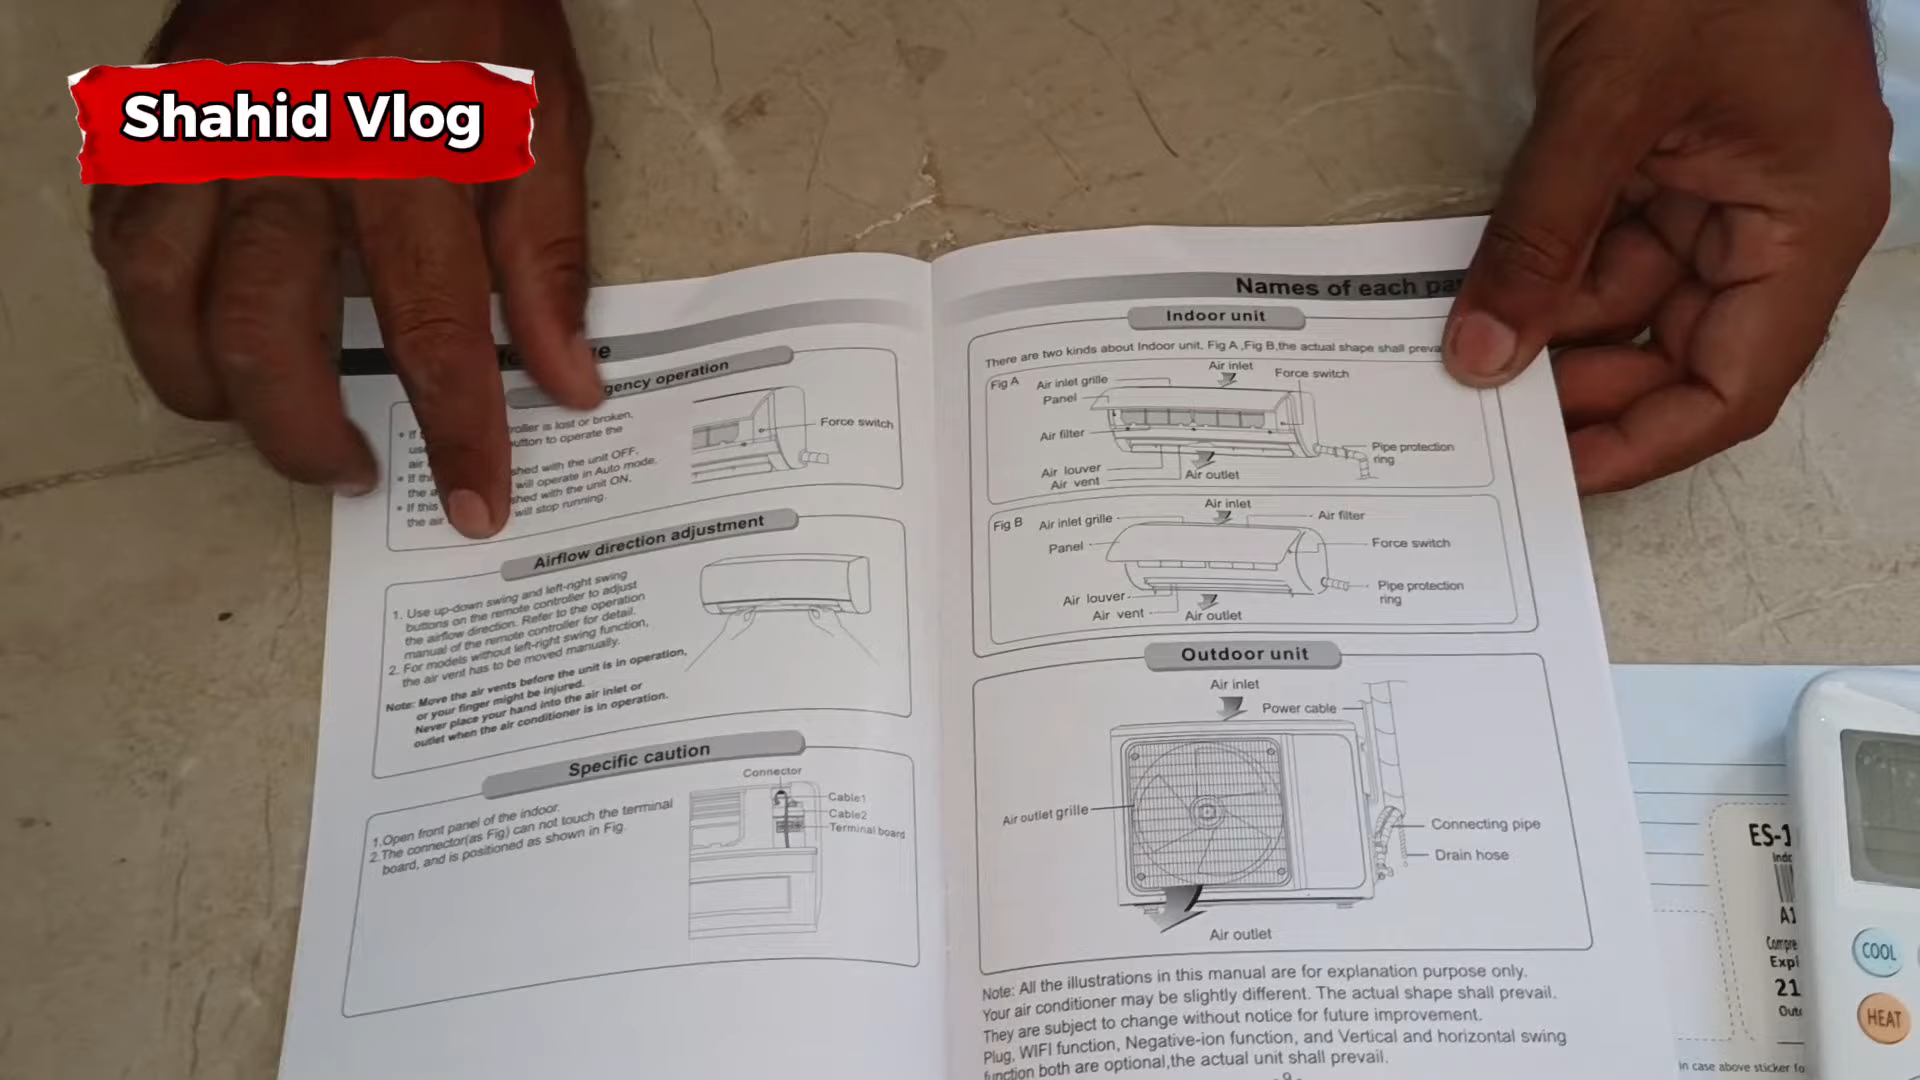 Shahid Vlog
gency operation
roller is lost or broken,
utton to operate the
air
shed with the unit OFF.
will operate in Auto mode.
• If this shed with the unit ON,
the air will stop running.
Force switch
Airflow direction adjustment
1. Use up-down swing and left-right swing
buttons on the remote controller to adjust
the airflow direction. Refer to the operation
manual of the remote controller for detail.
2. For models without left-right swing function,
the air vent has to be moved manually.
Note: Move the air vents before the unit is in operation,
or your finger might be injured.
Never place your hand into the air inlet or
outlet when the air conditioner is in operation.
Specific caution
1.Open front panel of the indoor.
2.The connector(as Fig) can not touch the terminal
board, and is positioned as shown in Fig.
Connector
Cable1
Cable2
Terminal board
Names of each pa
Indoor unit
There are two kinds about Indoor unit, Fig A ,Fig B,the actual shape shall preva
Fig A
Air inlet grille
Air inlet
Force switch
Panel
Air filter
Pipe protection
ring
Air louver
Air vent
Air outlet
Fig B
Air inlet grille
Air inlet
Air filter
Panel
Force switch
Pipe protection
ring
Air louver
Air vent
Air outlet
Outdoor unit
Air inlet
Power cable
Air outlet grille
Connecting pipe
Drain hose
Air outlet
Note: All the illustrations in this manual are for explanation purpose only.
Your air conditioner may be slightly different. The actual shape shall prevail.
They are subject to change without notice for future improvement.
Plug, WIFI function, Negative-ion function, and Vertical and horizontal swing
function both are optional,the actual unit shall prevail.
ES-1
A1
Compre
Expl
21
COOL
HEAT
in case above sticker fo